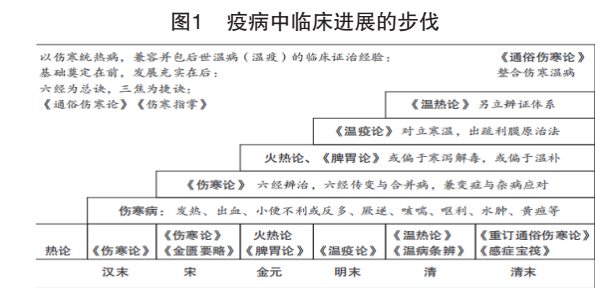 图1 疫病中临床进展的步伐
以伤寒统热病，兼容并包后世温病（温疫）的临床证治经验；
基础奠定在前，发展充实在后；
六经为总诀，三焦为捷诀；
《通俗伤寒论》《伤寒指掌》
《通俗伤寒论》
整合伤寒温病
《温热论》另立辨证体系
《温疫论》对立寒温，出疏利膜原治法
火热论、《脾胃论》或偏于寒泻解毒，或偏于温补
《伤寒论》六经辨治，六经传变与合并病，兼变症与杂病应对
伤寒病：发热、出血、小便不利或反多、厥逆、咳喘、呕利、水肿、黄疸等
热论
《伤寒论》
《伤寒论》
《金匮要略》
火热论
《脾胃论》
《温疫论》
《温热论》
《温病条辨》
《重订通俗伤寒论》
《感症宝筏》
汉末 宋 金元 明末 清 清末